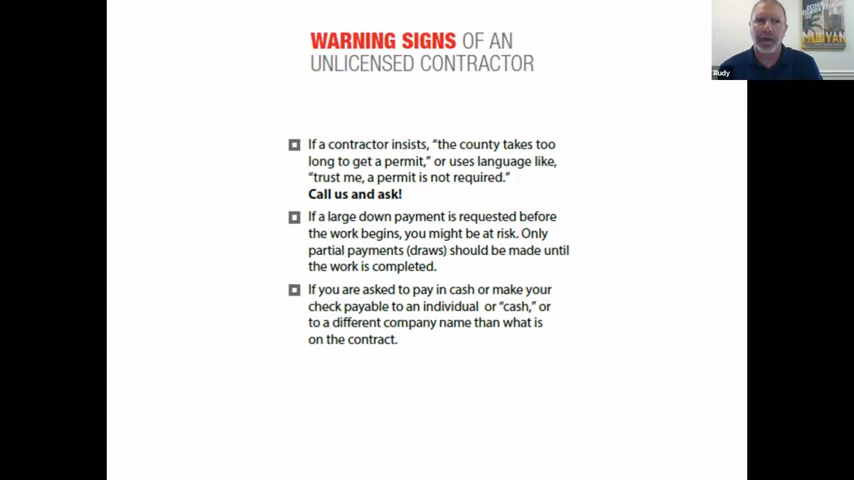 WARNING SIGNS OF AN
UNLICENSED CONTRACTOR
If a contractor insists, “the county takes too
long to get a permit,” or uses language like,
“trust me, a permit is not required.”
Call us and ask!
If a large down payment is requested before
the work begins, you might be at risk. Only
partial payments (draws) should be made until
the work is completed.
If you are asked to pay in cash or make your
check payable to an individual or “cash,” or
to a different company name than what is
on the contract.
Rudy